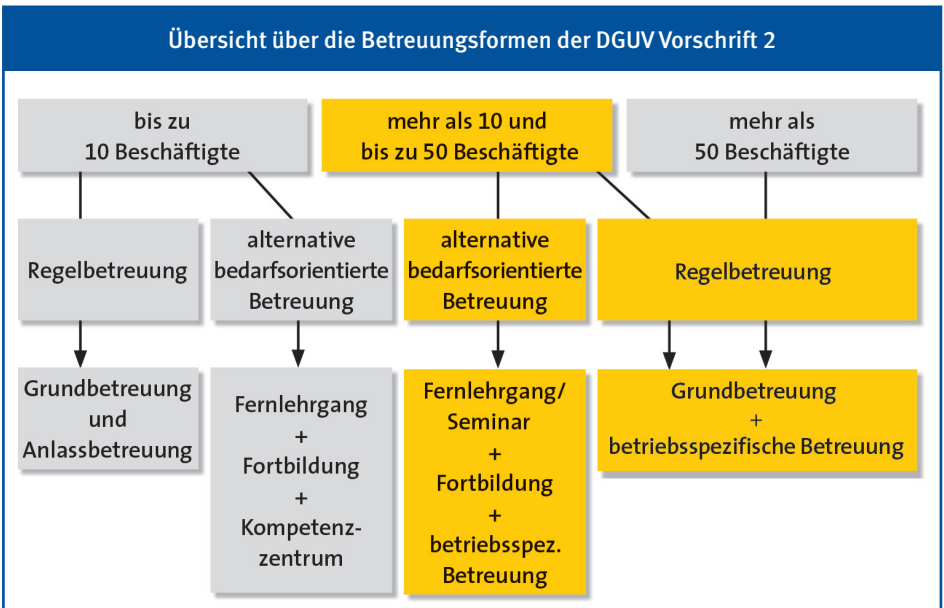 Übersicht über die Betreuungsformen der DGUV Vorschrift 2
bis zu
10 Beschäftigte
mehr als 10 und
bis zu 50 Beschäftigte
mehr als
50 Beschäftigte
Regelbetreuung
alternative
bedarfsorientierte
Betreuung
alternative
bedarfsorientierte
Betreuung
Regelbetreuung
Grundbetreuung
und
Anlassbetreuung
Fernlehrgang
+
Fortbildung
+
Kompetenz-
zentrum
Fernlehrgang/
Seminar
+
Fortbildung
+
betriebsspez.
Betreuung
Grundbetreuung
+
betriebsspezifische Betreuung